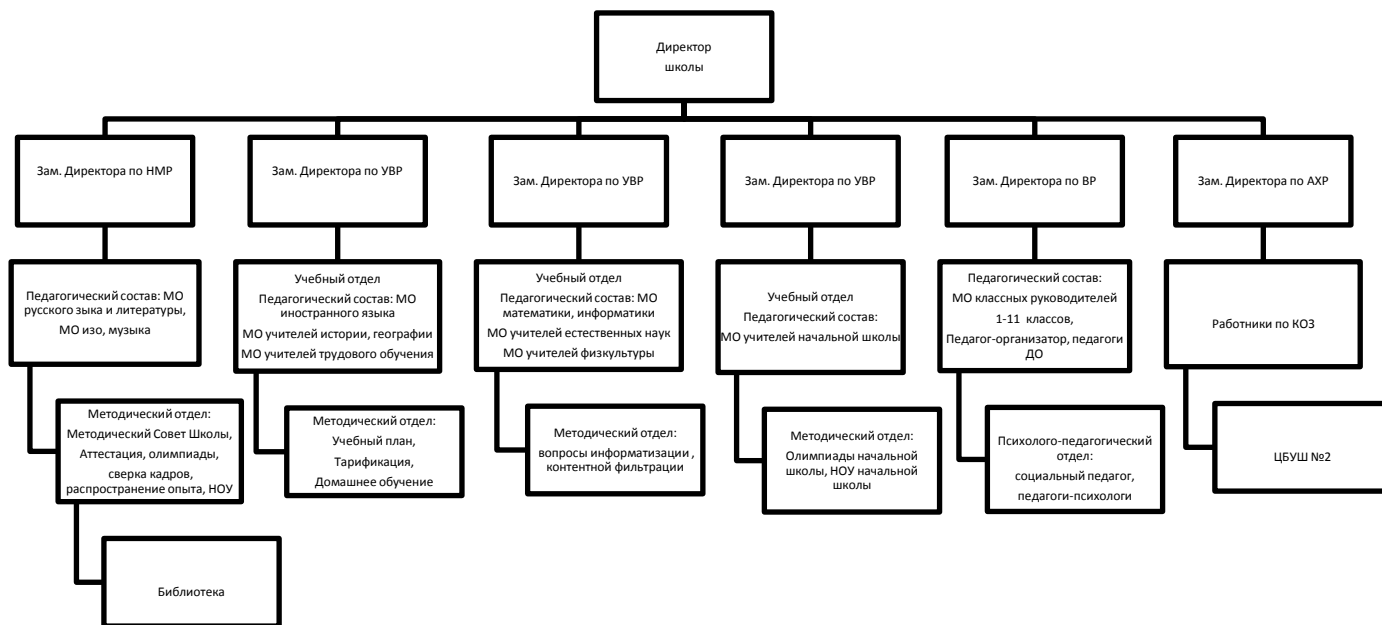 Директор
школы
Зам. Директора по НМР
Зам. Директора по УВР
Зам. Директора по УВР
Зам. Директора по УВР
Зам. Директора по ВР
Зам. Директора по АХР
Педагогический состав: МО
русского зыка и литературы,
МО изо, музыка
Учебный отдел
Педагогический состав: МО
иностранного языка
МО учителей истории, географии
МО учителей трудового обучения
Учебный отдел
Педагогический состав: МО
математики, информатики
МО учителей естественных наук
МО учителей физкультуры
Учебный отдел
Педагогический состав:
МО учителей начальной школы
Педагогический состав:
МО классных руководителей
1-11 классов,
Педагог-организатор, педагоги
ДО
Работники по КОЗ
Методический отдел:
Методический Совет Школы,
Аттестация, олимпиады,
сверка кадров,
распространение опыта, НОУ
Методический отдел:
Учебный план,
Тарификация,
Домашнее обучение
Методический отдел:
вопросы информатизации ,
контентной фильтрации
Методический отдел:
Олимпиады начальной
школы, НОУ начальной
школы
Психолого-педагогический
отдел:
социальный педагог,
педагоги-психологи
ЦБУШ №2
Библиотека